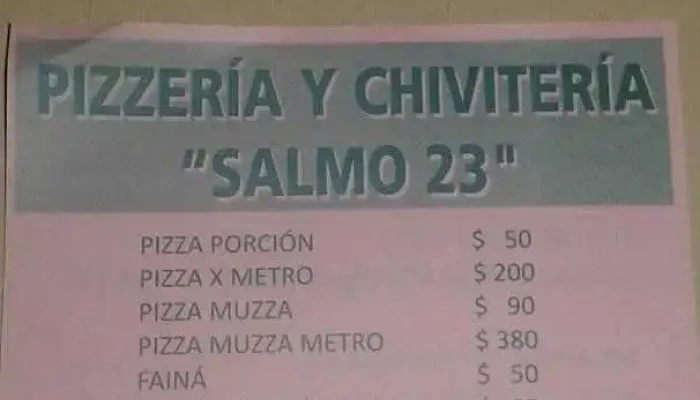 PIZZERÍA Y CHIVITERÍA
"SALMO 23"
PIZZA PORCIÓN $ 50
PIZZA X METRO $ 200
PIZZA MUZZA $ 90
PIZZA MUZZA METRO $ 380
FAINÁ $ 50